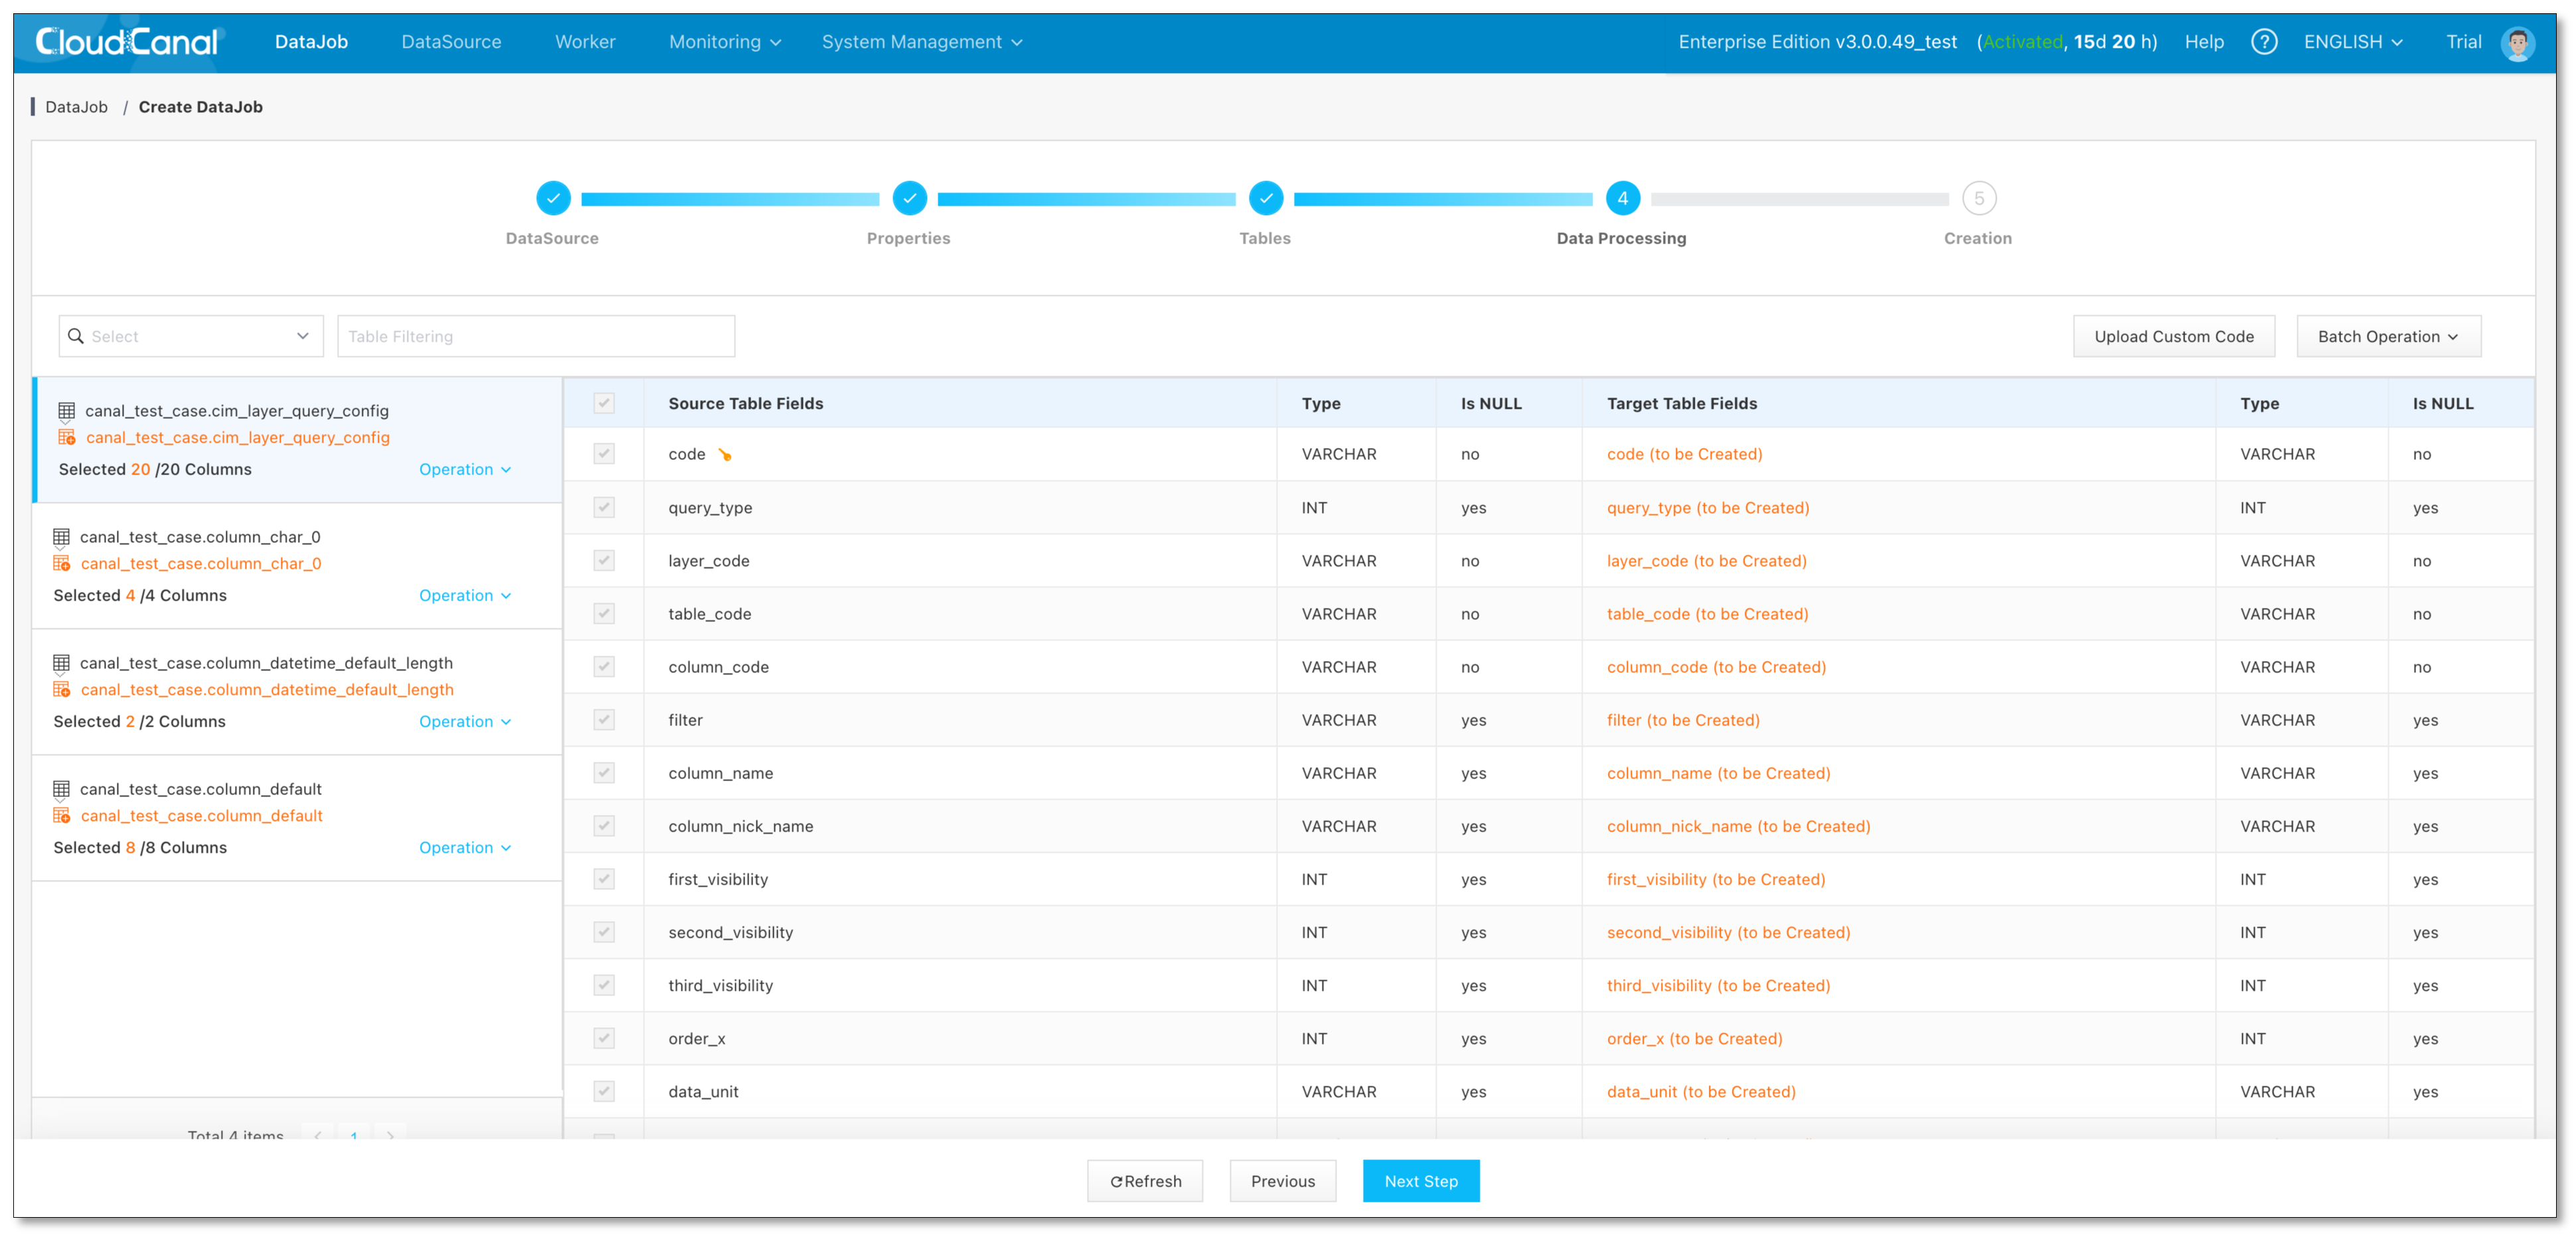 CloudCanal DataJob DataSource Worker Monitoring System Management Enterprise Edition v3.0.0.49_test (Activated, 15d 20 h) Help ? ENGLISH Trial
DataJob / Create DataJob
4 5
DataSource Properties Tables Data Processing Creation
Select Table Filtering Upload Custom Code Batch Operation
canal_test_case.cim_layer_query_config
canal_test_case.cim_layer_query_config
Selected 20 /20 Columns Operation
canal_test_case.column_char_0
canal_test_case.column_char_0
Selected 4 /4 Columns Operation
canal_test_case.column_datetime_default_length
canal_test_case.column_datetime_default_length
Selected 2 /2 Columns Operation
canal_test_case.column_default
canal_test_case.column_default
Selected 8 /8 Columns Operation
Total 4 items 1
Source Table Fields Type Is NULL Target Table Fields Type Is NULL
code VARCHAR no code (to be Created) VARCHAR no
query_type INT yes query_type (to be Created) INT yes
layer_code VARCHAR no layer_code (to be Created) VARCHAR no
table_code VARCHAR no table_code (to be Created) VARCHAR no
column_code VARCHAR no column_code (to be Created) VARCHAR no
filter VARCHAR yes filter (to be Created) VARCHAR yes
column_name VARCHAR yes column_name (to be Created) VARCHAR yes
column_nick_name VARCHAR yes column_nick_name (to be Created) VARCHAR yes
first_visibility INT yes first_visibility (to be Created) INT yes
second_visibility INT yes second_visibility (to be Created) INT yes
third_visibility INT yes third_visibility (to be Created) INT yes
order_x INT yes order_x (to be Created) INT yes
data_unit VARCHAR yes data_unit (to be Created) VARCHAR yes
Refresh Previous Next Step